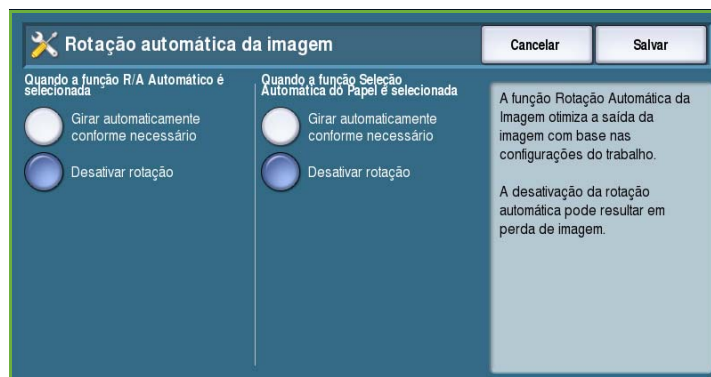 Rotação automática da imagem
Cancelar
Salvar
Quando a função R/A Automático é
selecionada
Girar automaticamente
conforme necessário
Desativar rotação
Quando a função Seleção
Automática do Papel é selecionada
Girar automaticamente
conforme necessário
Desativar rotação
A função Rotação Automática da
Imagem otimiza a saída da
imagem com base nas
configurações do trabalho.
A desativação da rotação
automática pode resultar em
perda de imagem.